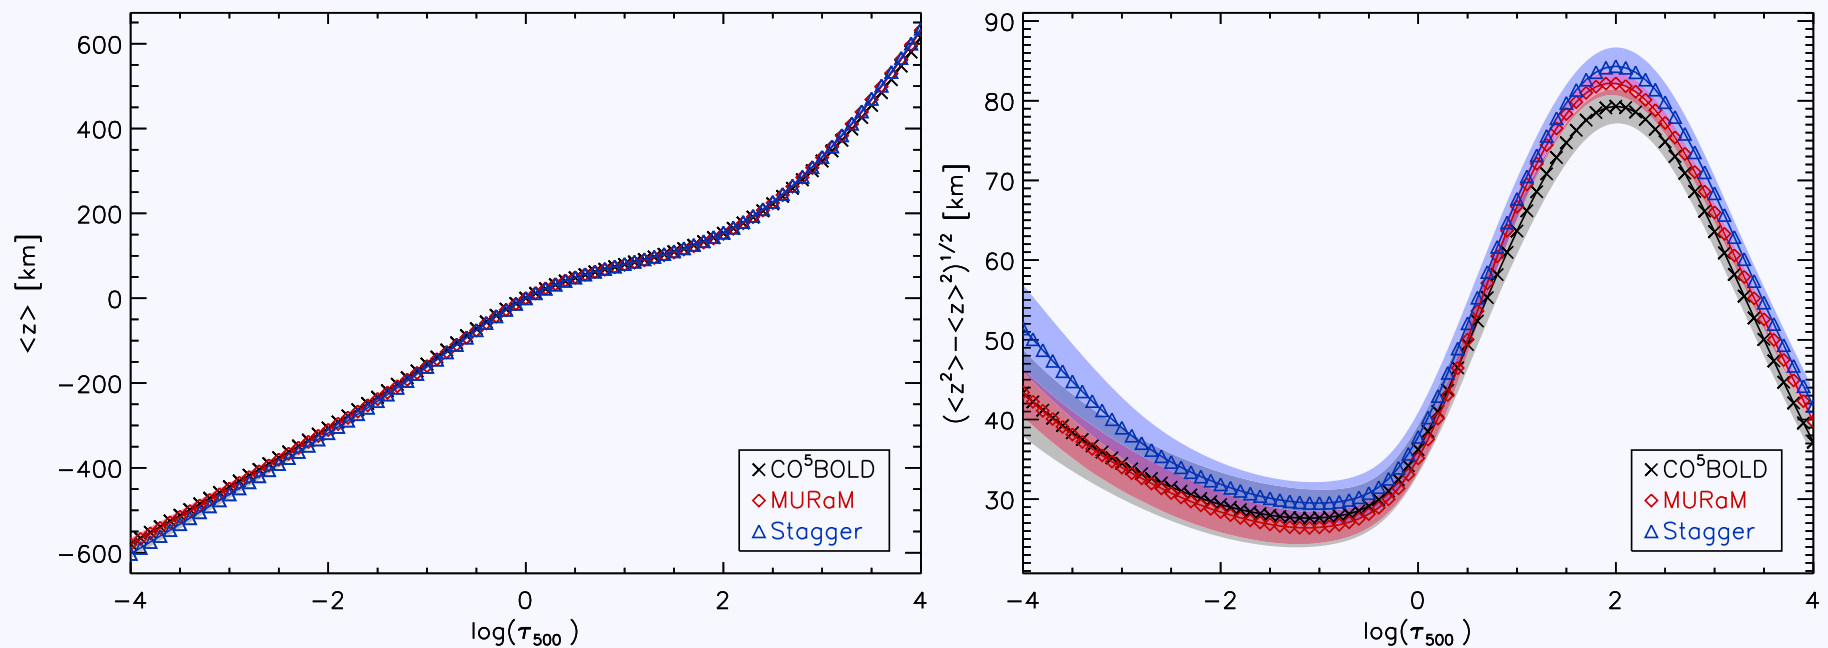 <z> [km]
600
400
200
0
−200
−400
−600
−4
−2
0
2
4
log(τ500 )
CO5BOLD
MURaM
Stagger
(<z2>−<z>2)1/2 [km]
90
80
70
60
50
40
30
−4
−2
0
2
4
log(τ500 )
CO5BOLD
MURaM
Stagger